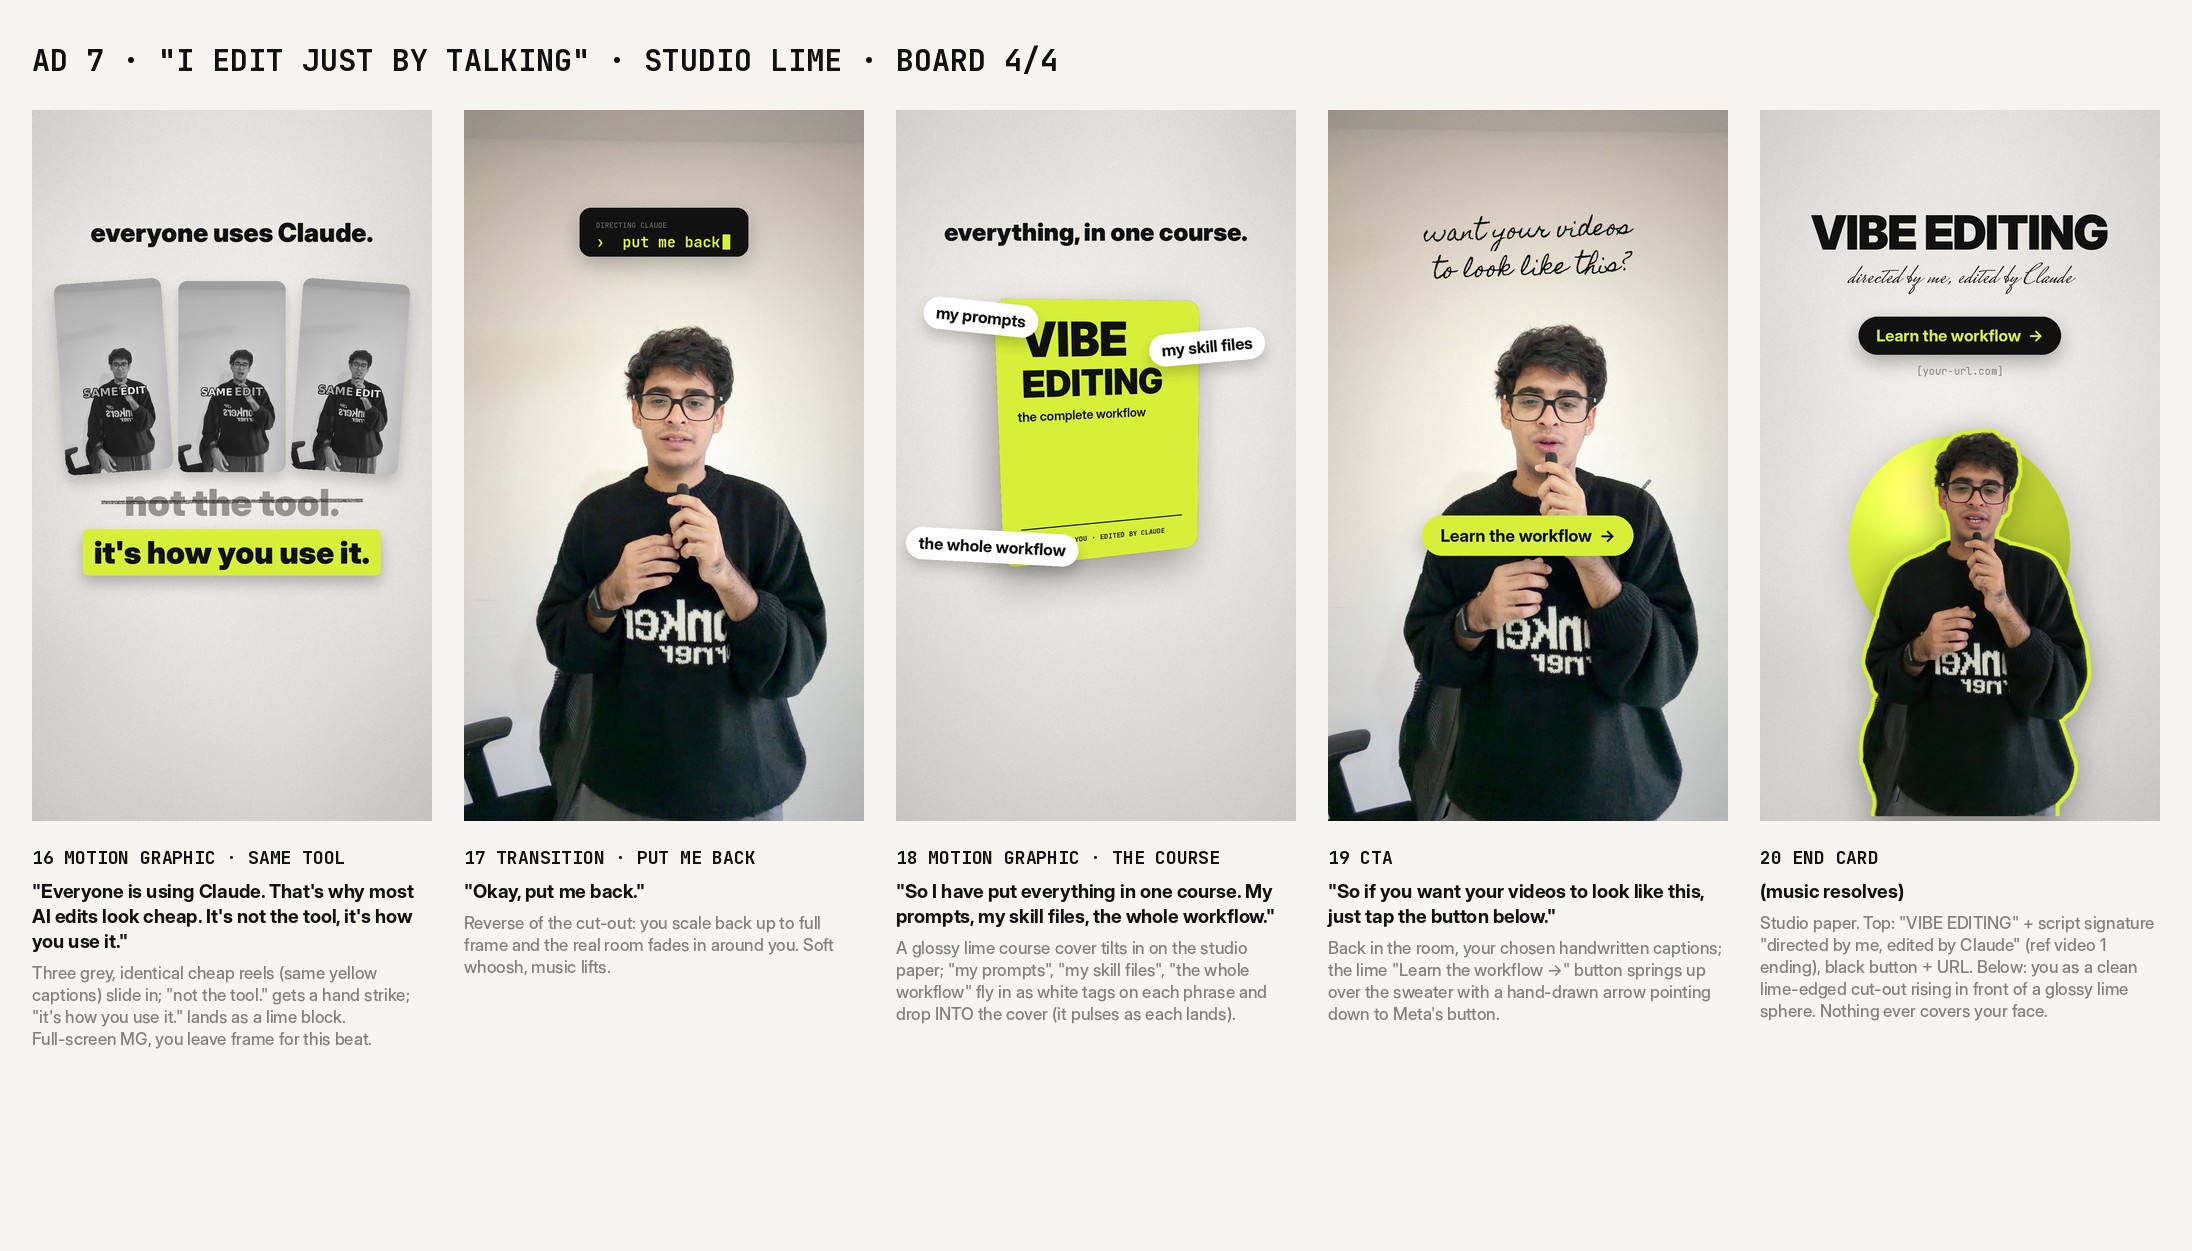 AD 7 · "I EDIT JUST BY TALKING" · STUDIO LIME · BOARD 4/4
everyone uses Claude.
SAME EDIT
SAME EDIT
SAME EDIT
not the tool.
it's how you use it.
16 MOTION GRAPHIC · SAME TOOL
"Everyone is using Claude. That's why most
AI edits look cheap. It's not the tool, it's how
you use it."
Three grey, identical cheap reels (same yellow
captions) slide in; "not the tool." gets a hand strike;
"it's how you use it." lands as a lime block.
Full-screen MG, you leave frame for this beat.
DIRECTING CLAUDE
› put me back
17 TRANSITION · PUT ME BACK
"Okay, put me back."
Reverse of the cut-out: you scale back up to full
frame and the real room fades in around you. Soft
whoosh, music lifts.
everything, in one course.
my prompts
VIBE
my skill files
EDITING
the complete workflow
YOU · EDITED BY CLAUDE
the whole workflow
18 MOTION GRAPHIC · THE COURSE
"So I have put everything in one course. My
prompts, my skill files, the whole workflow."
A glossy lime course cover tilts in on the studio
paper; "my prompts", "my skill files", "the whole
workflow" fly in as white tags on each phrase and
drop INTO the cover (it pulses as each lands).
want your videos
to look like this?
Learn the workflow →
19 CTA
"So if you want your videos to look like this,
just tap the button below."
Back in the room, your chosen handwritten captions;
the lime "Learn the workflow →" button springs up
over the sweater with a hand-drawn arrow pointing
down to Meta's button.
VIBE EDITING
directed by me, edited by Claude
Learn the workflow →
[your-url.com]
20 END CARD
(music resolves)
Studio paper. Top: "VIBE EDITING" + script signature
"directed by me, edited by Claude" (ref video 1
ending), black button + URL. Below: you as a clean
lime-edged cut-out rising in front of a glossy lime
sphere. Nothing ever covers your face.